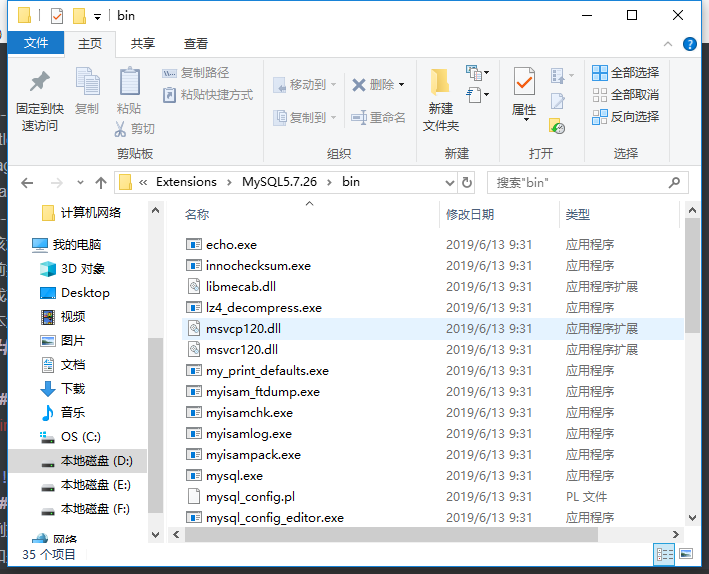 bin
文件 主页 共享 查看
固定到快速访问
复制
粘贴
复制路径
粘贴快捷方式
剪切
剪贴板
移动到
复制到
删除
重命名
组织
新建
文件夹
新建
属性
打开
全部选择
全部取消
反向选择
选择
« Extensions > MySQL5.7.26 > bin
搜索"bin"
计算机网络
我的电脑
3D 对象
Desktop
视频
图片
文档
下载
音乐
OS (C:)
本地磁盘 (D:)
本地磁盘 (E:)
本地磁盘 (F:)
网络
名称 修改日期 类型
echo.exe 2019/6/13 9:31 应用程序
innochecksum.exe 2019/6/13 9:31 应用程序
libmecab.dll 2019/6/13 9:31 应用程序扩展
lz4_decompress.exe 2019/6/13 9:31 应用程序
msvcp120.dll 2019/6/13 9:31 应用程序扩展
msvcr120.dll 2019/6/13 9:31 应用程序扩展
my_print_defaults.exe 2019/6/13 9:31 应用程序
myisam_ftdump.exe 2019/6/13 9:31 应用程序
myisamchk.exe 2019/6/13 9:31 应用程序
myisamlog.exe 2019/6/13 9:31 应用程序
myisampack.exe 2019/6/13 9:31 应用程序
mysql.exe 2019/6/13 9:31 应用程序
mysql_config.pl 2019/6/13 9:31 PL 文件
mysql_config_editor.exe 2019/6/13 9:31 应用程序
35 个项目